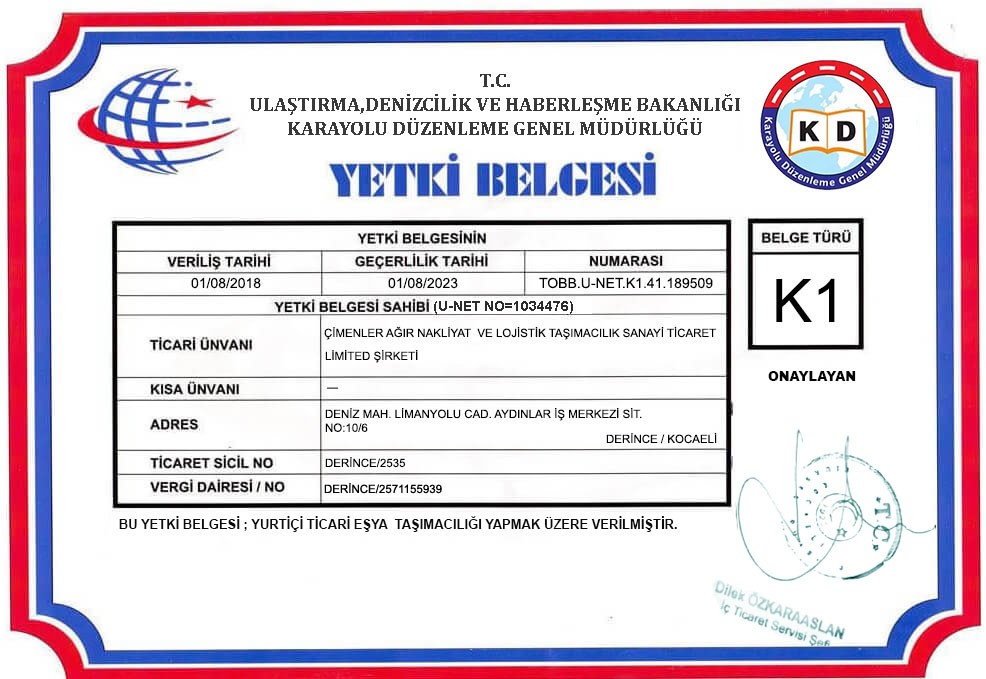 T.C.
ULAŞTIRMA,DENİZCİLİK VE HABERLEŞME BAKANLIĞI
KARAYOLU DÜZENLEME GENEL MÜDÜRLÜĞÜ
YETKİ BELGESİ
K D
Karayolu Düzenleme Genel Müdürlüğü
YETKİ BELGESİNİN
VERİLİŞ TARİHİ GEÇERLİLİK TARİHİ NUMARASI
01/08/2018 01/08/2023 TOBB.U-NET.K1.41.189509
YETKİ BELGESİ SAHİBİ (U-NET NO=1034476)
TİCARİ ÜNVANI
ÇİMENLER AĞIR NAKLİYAT VE LOJİSTİK TAŞIMACILIK SANAYİ TİCARET
LİMİTED ŞİRKETİ
KISA ÜNVANI —
ADRES
DENİZ MAH. LİMANYOLU CAD. AYDINLAR İŞ MERKEZİ SİT.
NO:10/6
DERİNCE / KOCAELİ
TİCARET SİCİL NO DERİNCE/2535
VERGİ DAİRESİ / NO DERİNCE/2571155939
BU YETKİ BELGESİ ; YURTİÇİ TİCARİ EŞYA TAŞIMACILIĞI YAPMAK ÜZERE VERİLMİŞTİR.
BELGE TÜRÜ
K1
ONAYLAYAN
T.C.
Dilek ÖZKARAASLAN
İç Ticaret Servisi Şefi